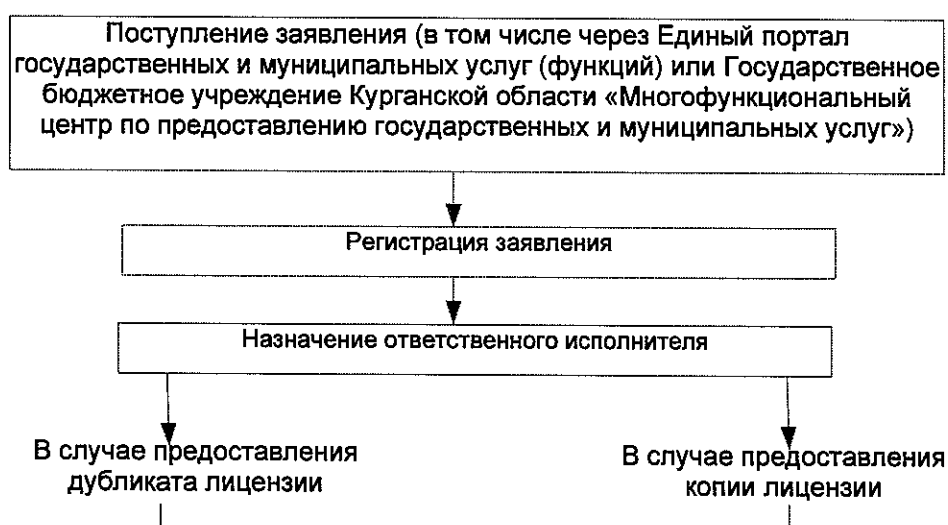 Поступление заявления (в том числе через Единый портал
государственных и муниципальных услуг (функций) или Государственное
бюджетное учреждение Курганской области «Многофункциональный
центр по предоставлению государственных и муниципальных услуг»)
Регистрация заявления
Назначение ответственного исполнителя
В случае предоставления
дубликата лицензии
В случае предоставления
копии лицензии